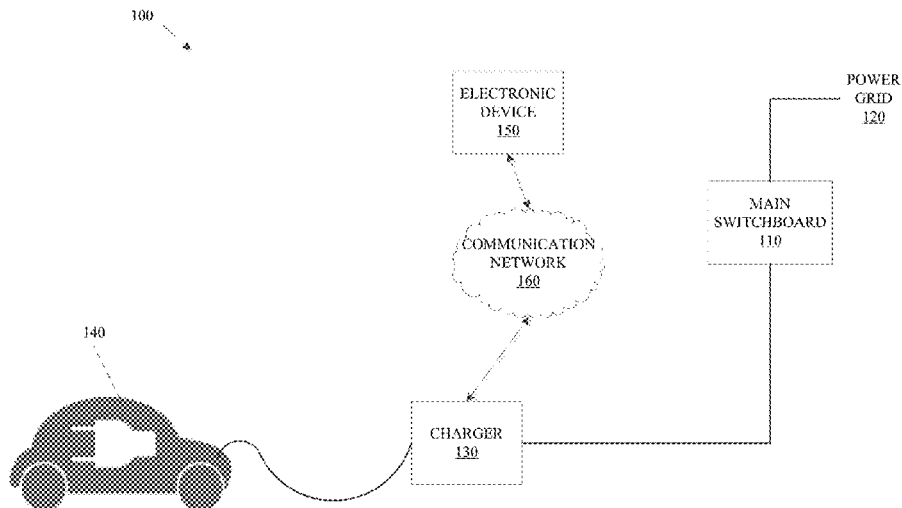 100
ELECTRONIC
DEVICE
150
POWER
GRID
120
MAIN
SWITCHBOARD
110
COMMUNICATION
NETWORK
160
140
CHARGER
130